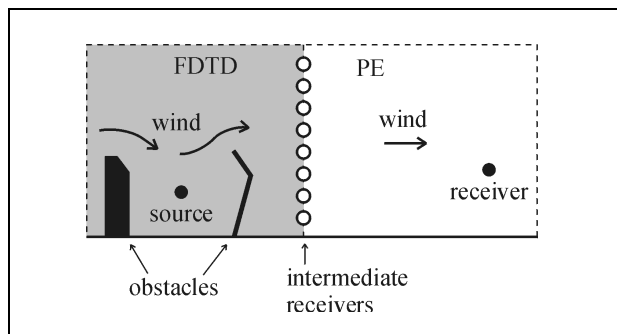 FDTD
PE
wind
wind
source
receiver
obstacles
intermediate
receivers